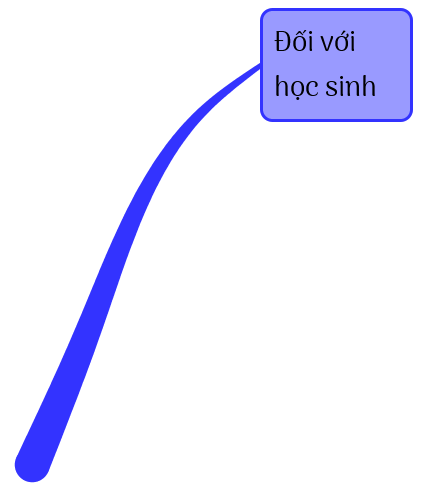 Đối với
học sinh